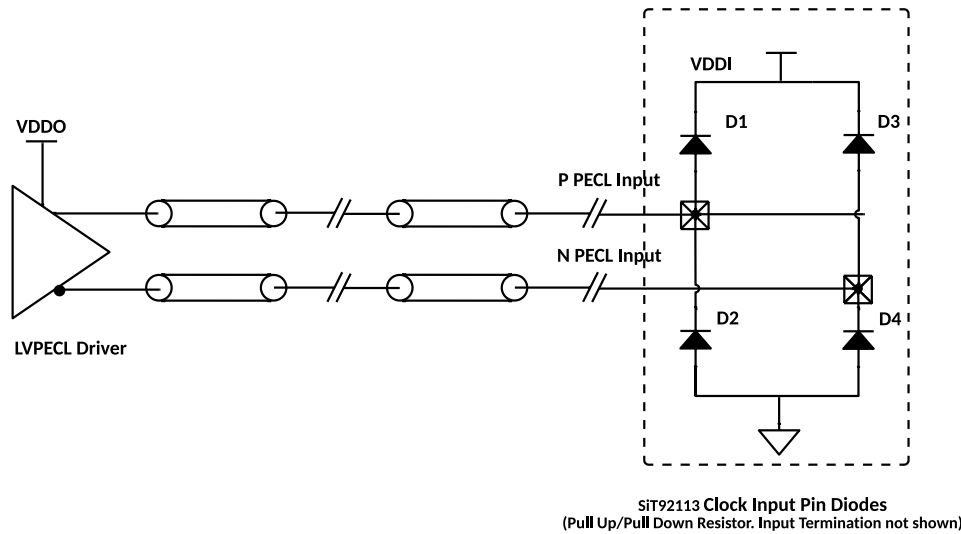 VDDI
D1
D3
VDDO
P PECL Input
N PECL Input
D2
D4
LVPECL Driver
SiT92113 Clock Input Pin Diodes
(Pull Up/Pull Down Resistor. Input Termination not shown)